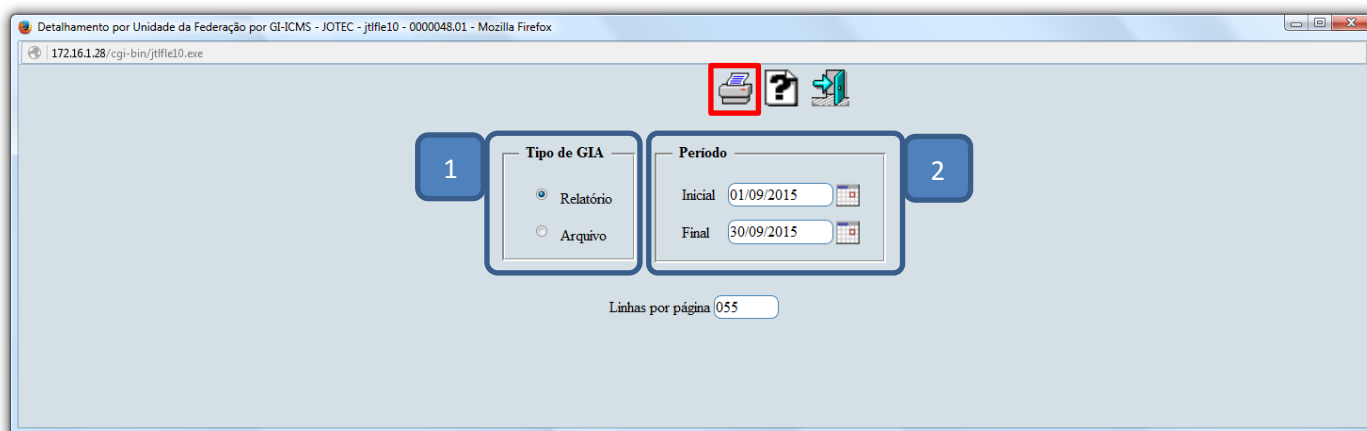 Detalhamento por Unidade da Federação por GI-ICMS - JOTEC - jtlfle10 - 0000048.01 - Mozilla Firefox
172.16.1.28/cgi-bin/jtlfle10.exe
1
Tipo de GIA
Relatório
Arquivo
Período
Inicial 01/09/2015
Final 30/09/2015
2
Linhas por página 055